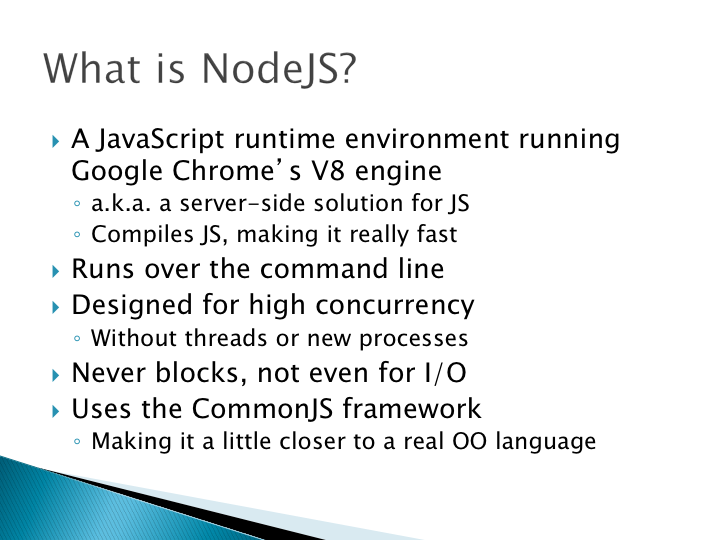 What is NodeJS?
A JavaScript runtime environment running
Google Chrome’s V8 engine
a.k.a. a server-side solution for JS
Compiles JS, making it really fast
Runs over the command line
Designed for high concurrency
Without threads or new processes
Never blocks, not even for I/O
Uses the CommonJS framework
Making it a little closer to a real OO language